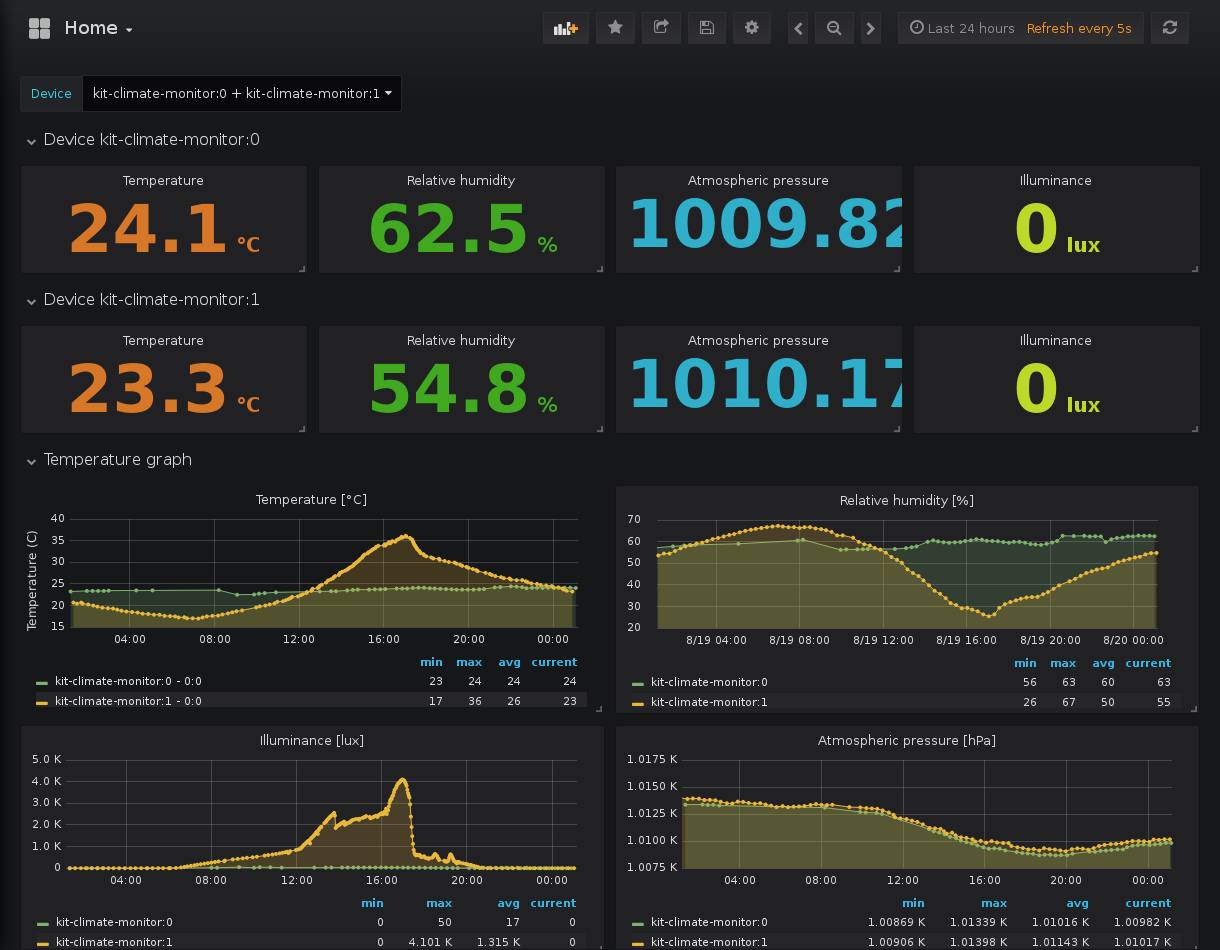 Home
Last 24 hours Refresh every 5s
Device kit-climate-monitor:0 + kit-climate-monitor:1
Device kit-climate-monitor:0
Temperature Relative humidity Atmospheric pressure Illuminance
24.1 °C 62.5 % 1009.82 0 lux
Device kit-climate-monitor:1
Temperature Relative humidity Atmospheric pressure Illuminance
23.3 °C 54.8 % 1010.17 0 lux
Temperature graph
Temperature [°C]
Temperature (C)
40
35
30
25
20
15
04:00 08:00 12:00 16:00 20:00 00:00
min max avg current
kit-climate-monitor:0 - 0:0 23 24 24 24
kit-climate-monitor:1 - 0:0 17 36 26 23
Relative humidity [%]
70
60
50
40
30
20
8/19 04:00 8/19 08:00 8/19 12:00 8/19 16:00 8/19 20:00 8/20 00:00
min max avg current
kit-climate-monitor:0 56 63 60 63
kit-climate-monitor:1 26 67 50 55
Illuminance [lux]
5.0 K
4.0 K
3.0 K
2.0 K
1.0 K
0
04:00 08:00 12:00 16:00 20:00 00:00
min max avg current
kit-climate-monitor:0 0 50 17 0
kit-climate-monitor:1 0 4.101 K 1.315 K 0
Atmospheric pressure [hPa]
1.0175 K
1.0150 K
1.0125 K
1.0100 K
1.0075 K
04:00 08:00 12:00 16:00 20:00 00:00
min max avg current
kit-climate-monitor:0 1.00869 K 1.01339 K 1.01016 K 1.00982 K
kit-climate-monitor:1 1.00906 K 1.01398 K 1.01143 K 1.01017 K